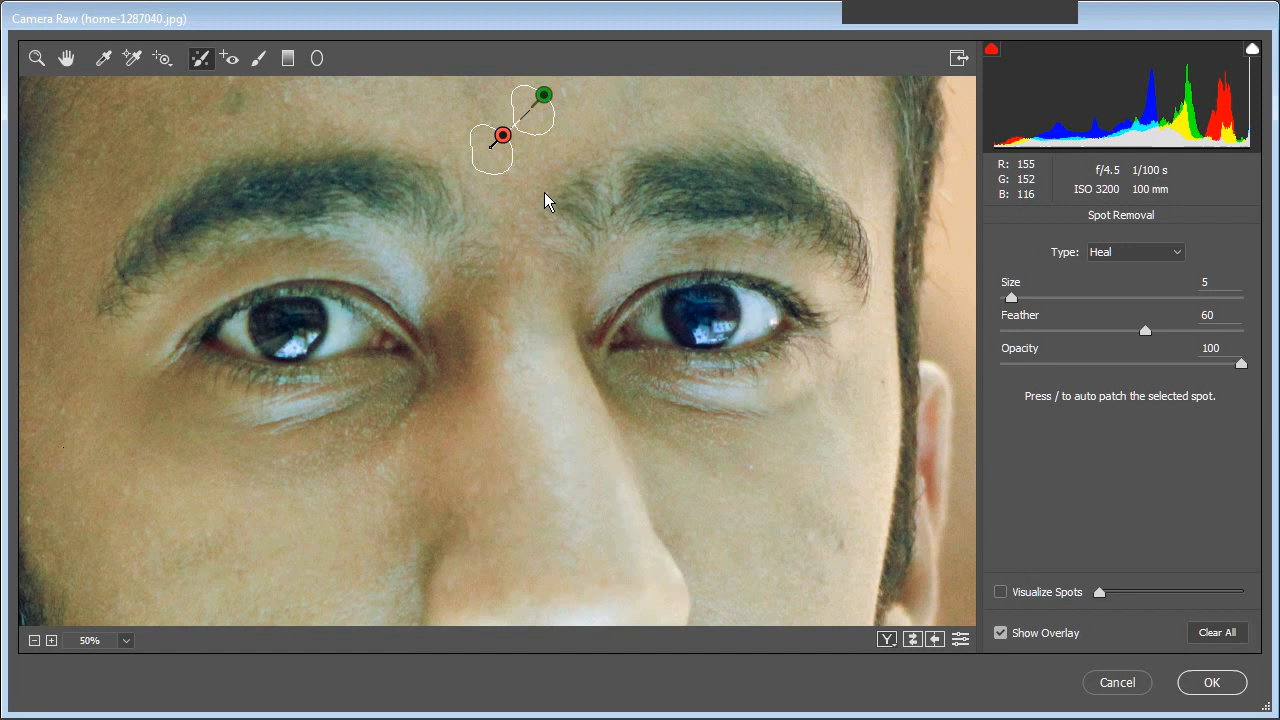 Camera Raw (home-1287040.jpg)
R: 155 f/4.5 1/100 s
G: 152 ISO 3200 100 mm
B: 116
Spot Removal
Type: Heal
Size 5
Feather 60
Opacity 100
Press / to auto patch the selected spot.
Visualize Spots
50% Y Show Overlay Clear All
Cancel OK